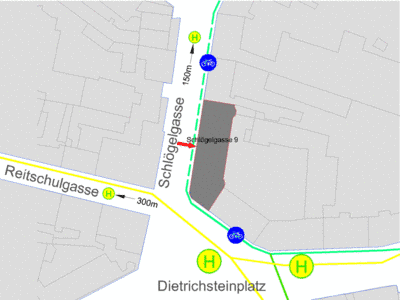 H
150m
Schlögelgasse
Schlögelgasse 9
Reitschulgasse
H
300m
H
H
Dietrichsteinplatz